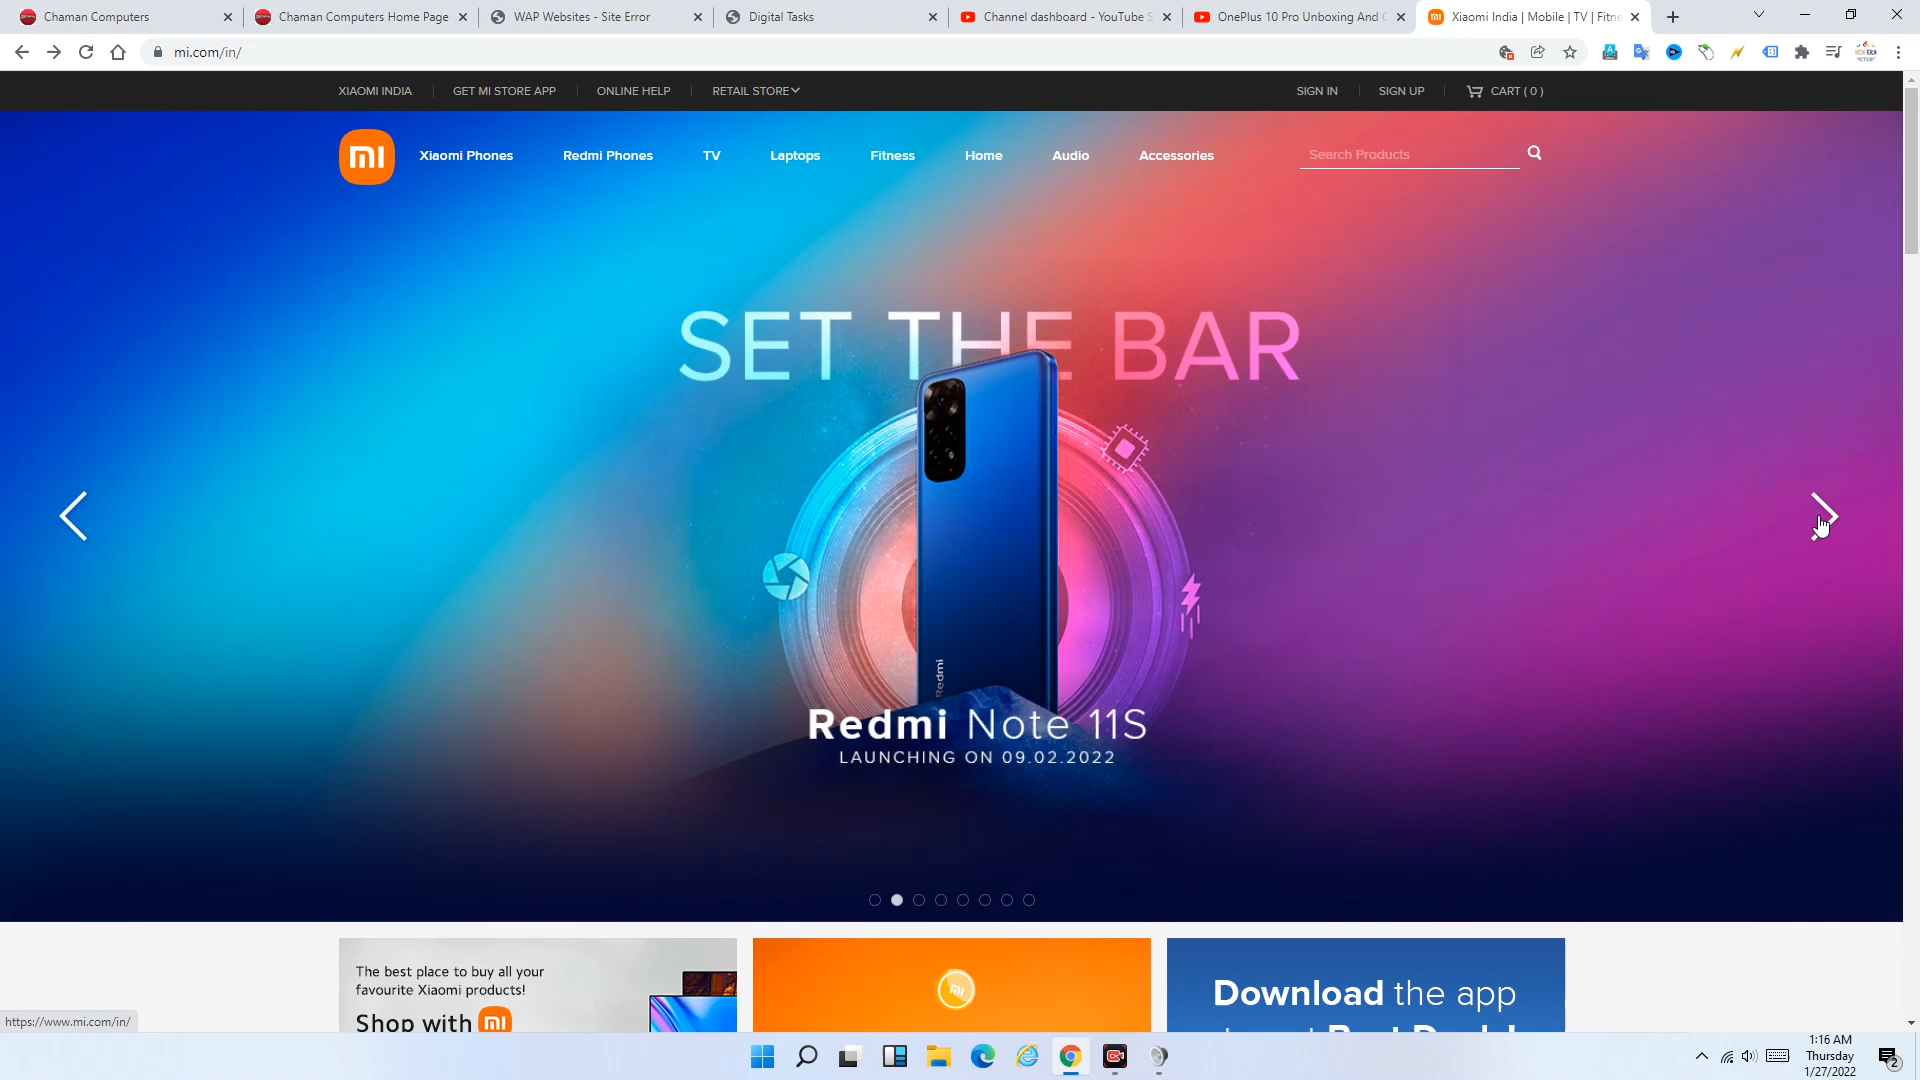 Chaman Computers
Chaman Computers Home Page
WAP Websites - Site Error
Digital Tasks
Channel dashboard - YouTube S
OnePlus 10 Pro Unboxing And C
Xiaomi India | Mobile | TV | Fitne
mi.com/in/
XIAOMI INDIA
GET MI STORE APP
ONLINE HELP
RETAIL STORE
SIGN IN
SIGN UP
CART ( 0 )
Xiaomi Phones
Redmi Phones
TV
Laptops
Fitness
Home
Audio
Accessories
Search Products
SET THE BAR
Redmi
Redmi Note 11S
LAUNCHING ON 09.02.2022
The best place to buy all your
favourite Xiaomi products!
Shop with mi
mi
Download the app
https://www.mi.com/in/
1:16 AM
Thursday
1/27/2022
2